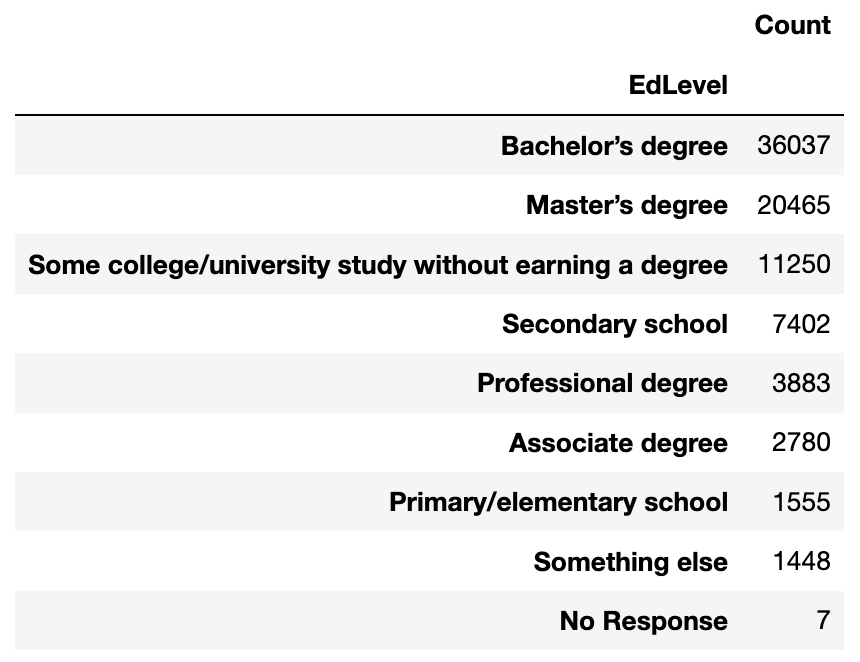 Count
EdLevel
Bachelor’s degree 36037
Master’s degree 20465
Some college/university study without earning a degree 11250
Secondary school 7402
Professional degree 3883
Associate degree 2780
Primary/elementary school 1555
Something else 1448
No Response 7